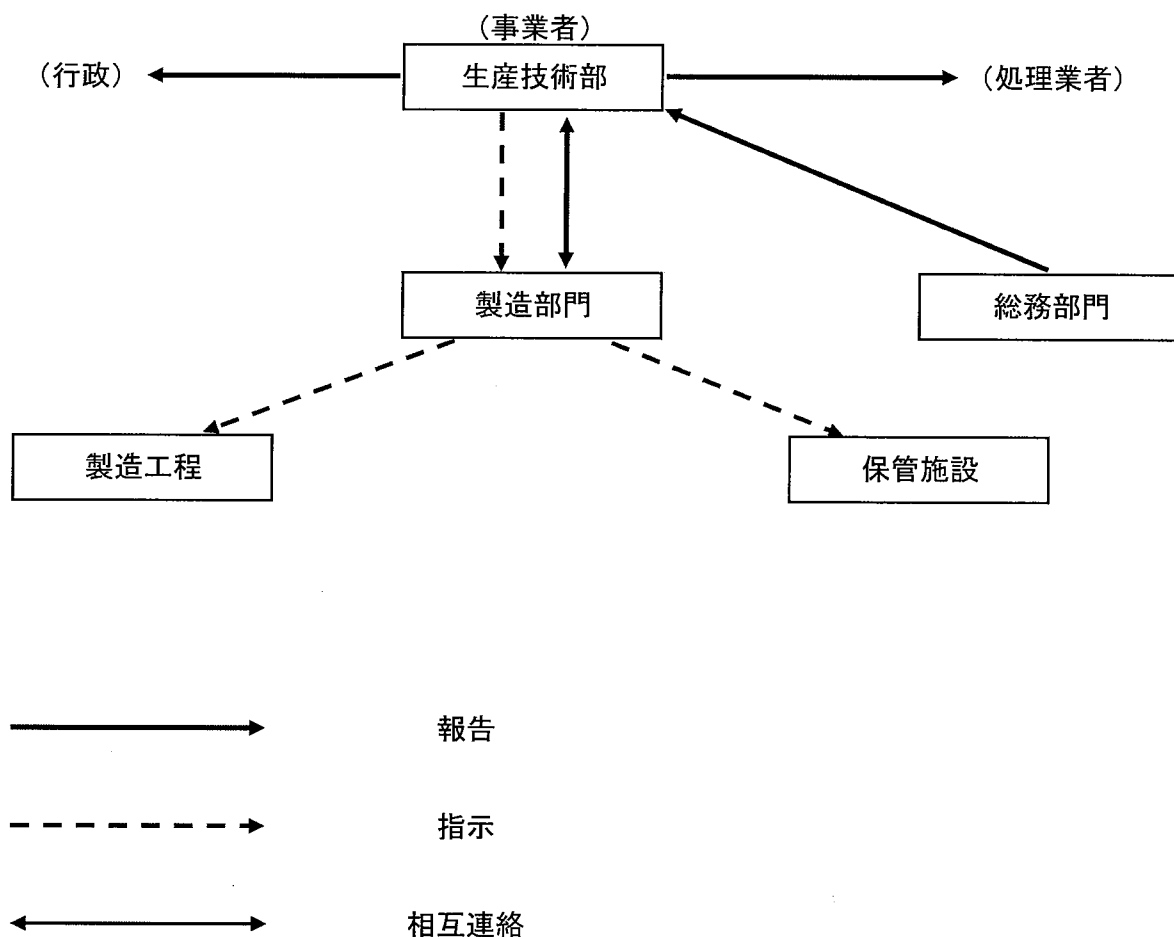 （事業者）
（行政）
生産技術部
（処理業者）
製造部門
総務部門
製造工程
保管施設
報告
指示
相互連絡